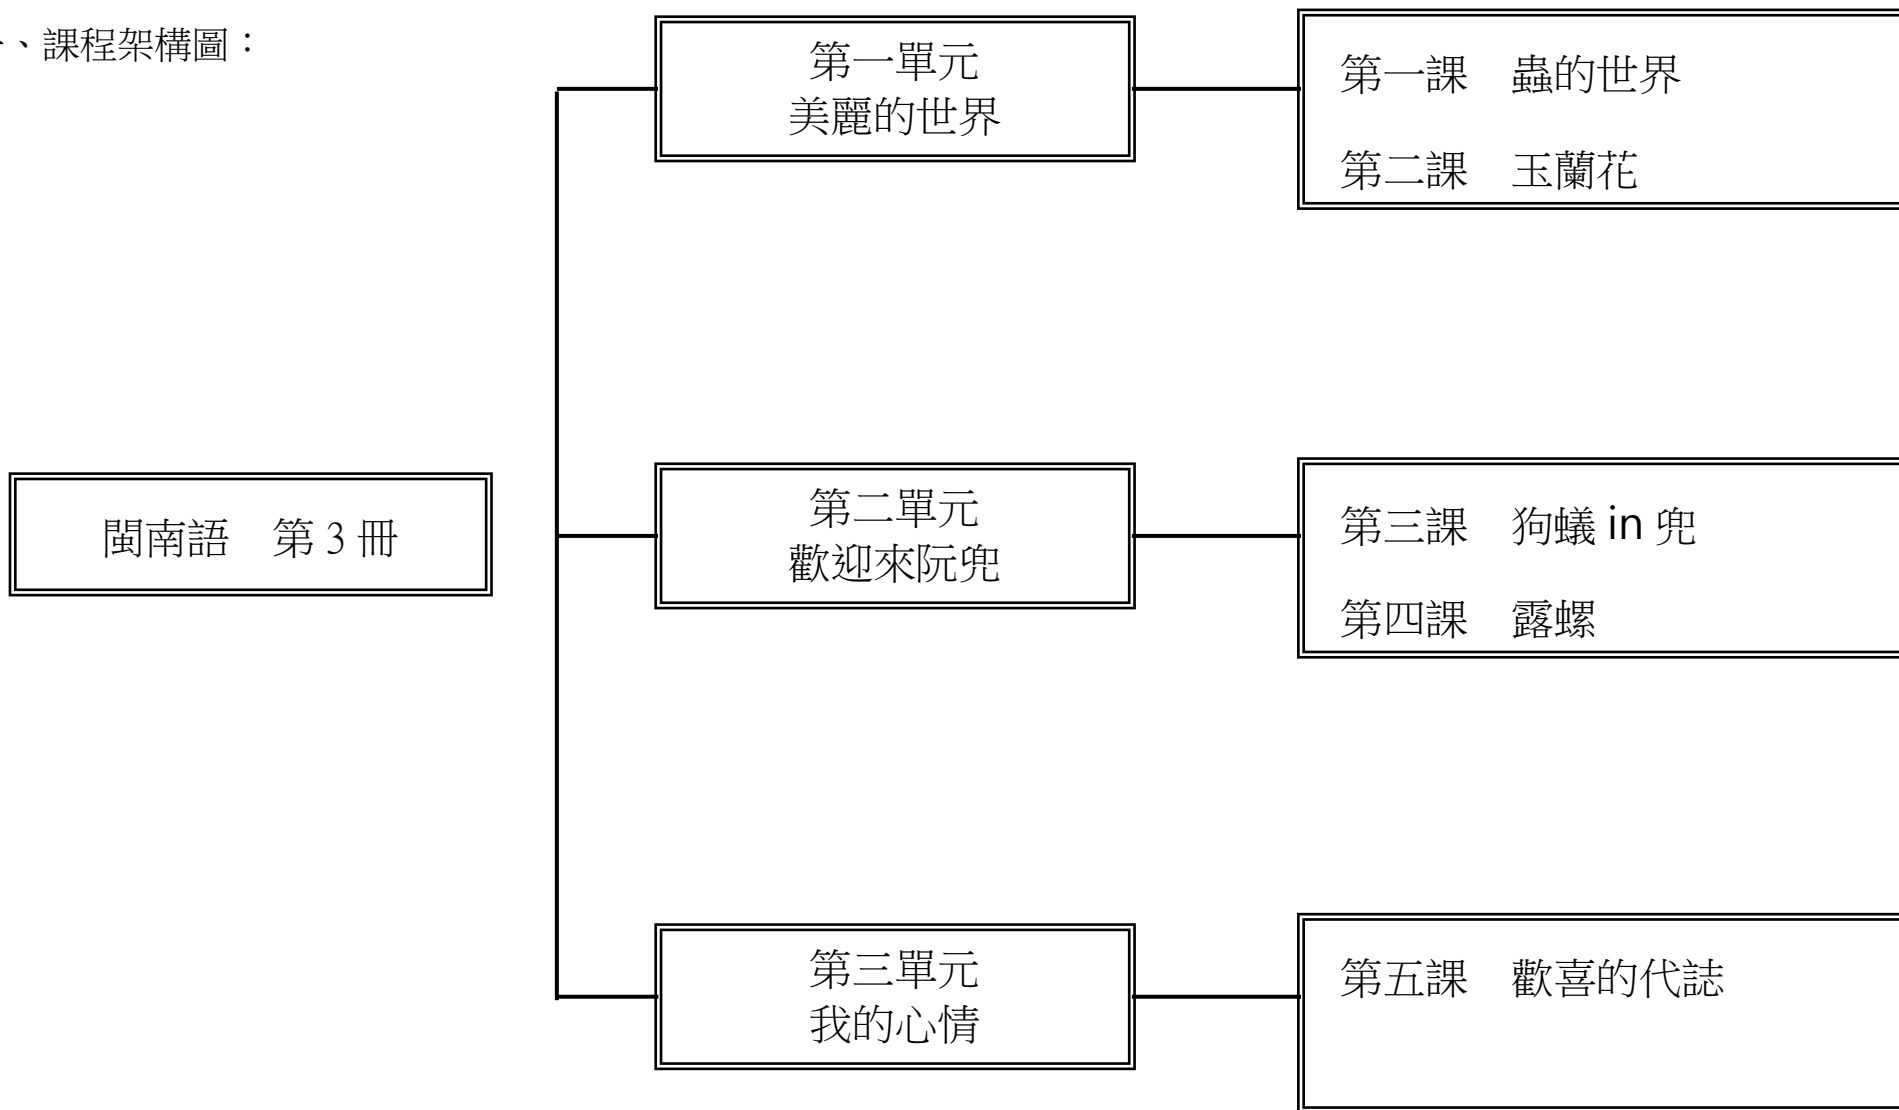 、課程架構圖：
第一單元
美麗的世界
第一課　蟲的世界
第二課　玉蘭花
閩南語　第 3 冊
第二單元
歡迎來阮兜
第三課　狗蟻 in 兜
第四課　露螺
第三單元
我的心情
第五課　歡喜的代誌